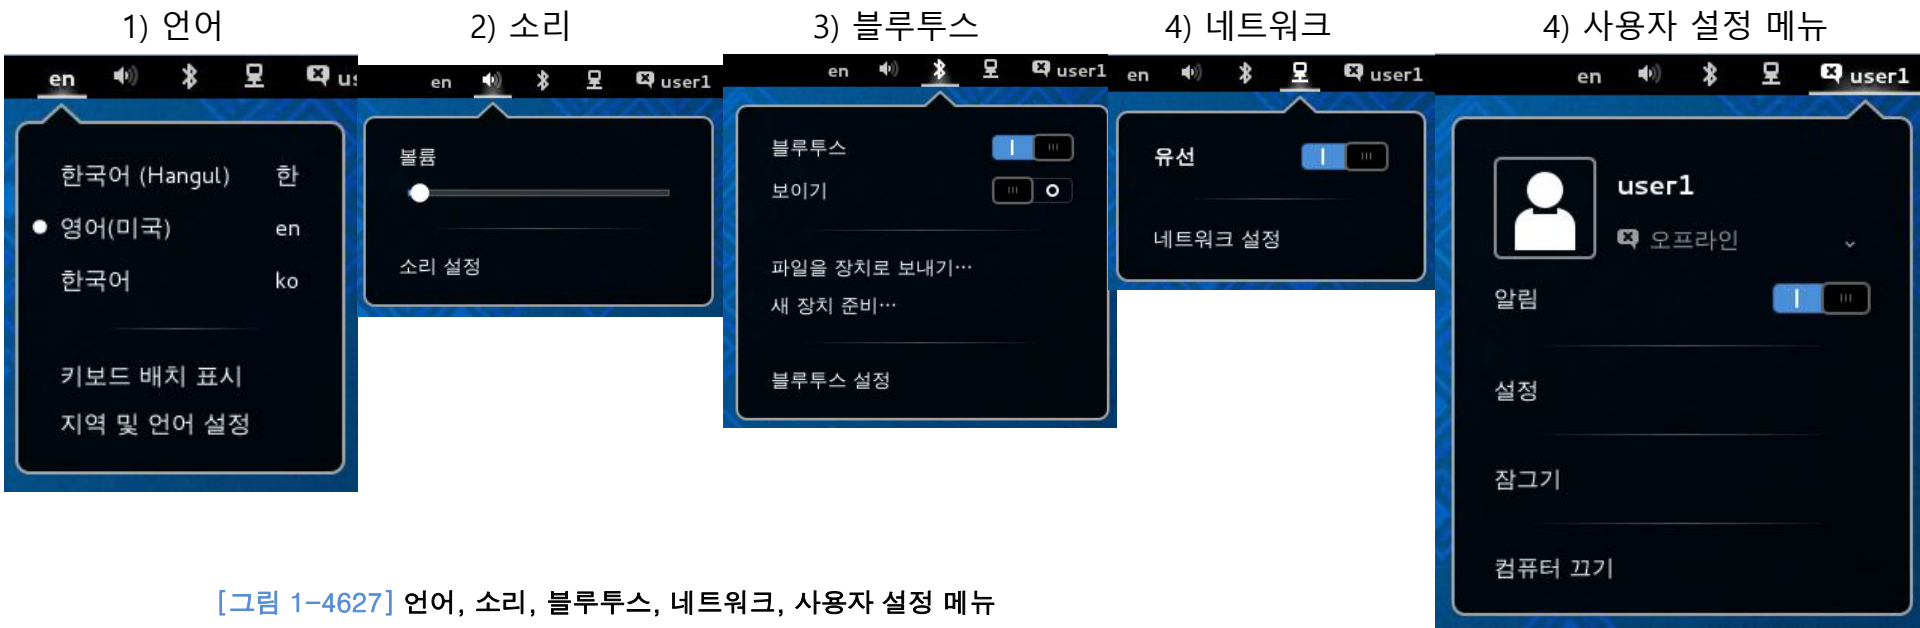 1) 언어
2) 소리
3) 블루투스
4) 네트워크
4) 사용자 설정 메뉴
en
한국어 (Hangul) 한
영어(미국) en
한국어 ko
키보드 배치 표시
지역 및 언어 설정
en user1
볼륨
소리 설정
en user1
블루투스
보이기
파일을 장치로 보내기…
새 장치 준비…
블루투스 설정
en user1
유선
네트워크 설정
en user1
user1
오프라인
알림
설정
잠그기
컴퓨터 끄기
[그림 1-4627] 언어, 소리, 블루투스, 네트워크, 사용자 설정 메뉴